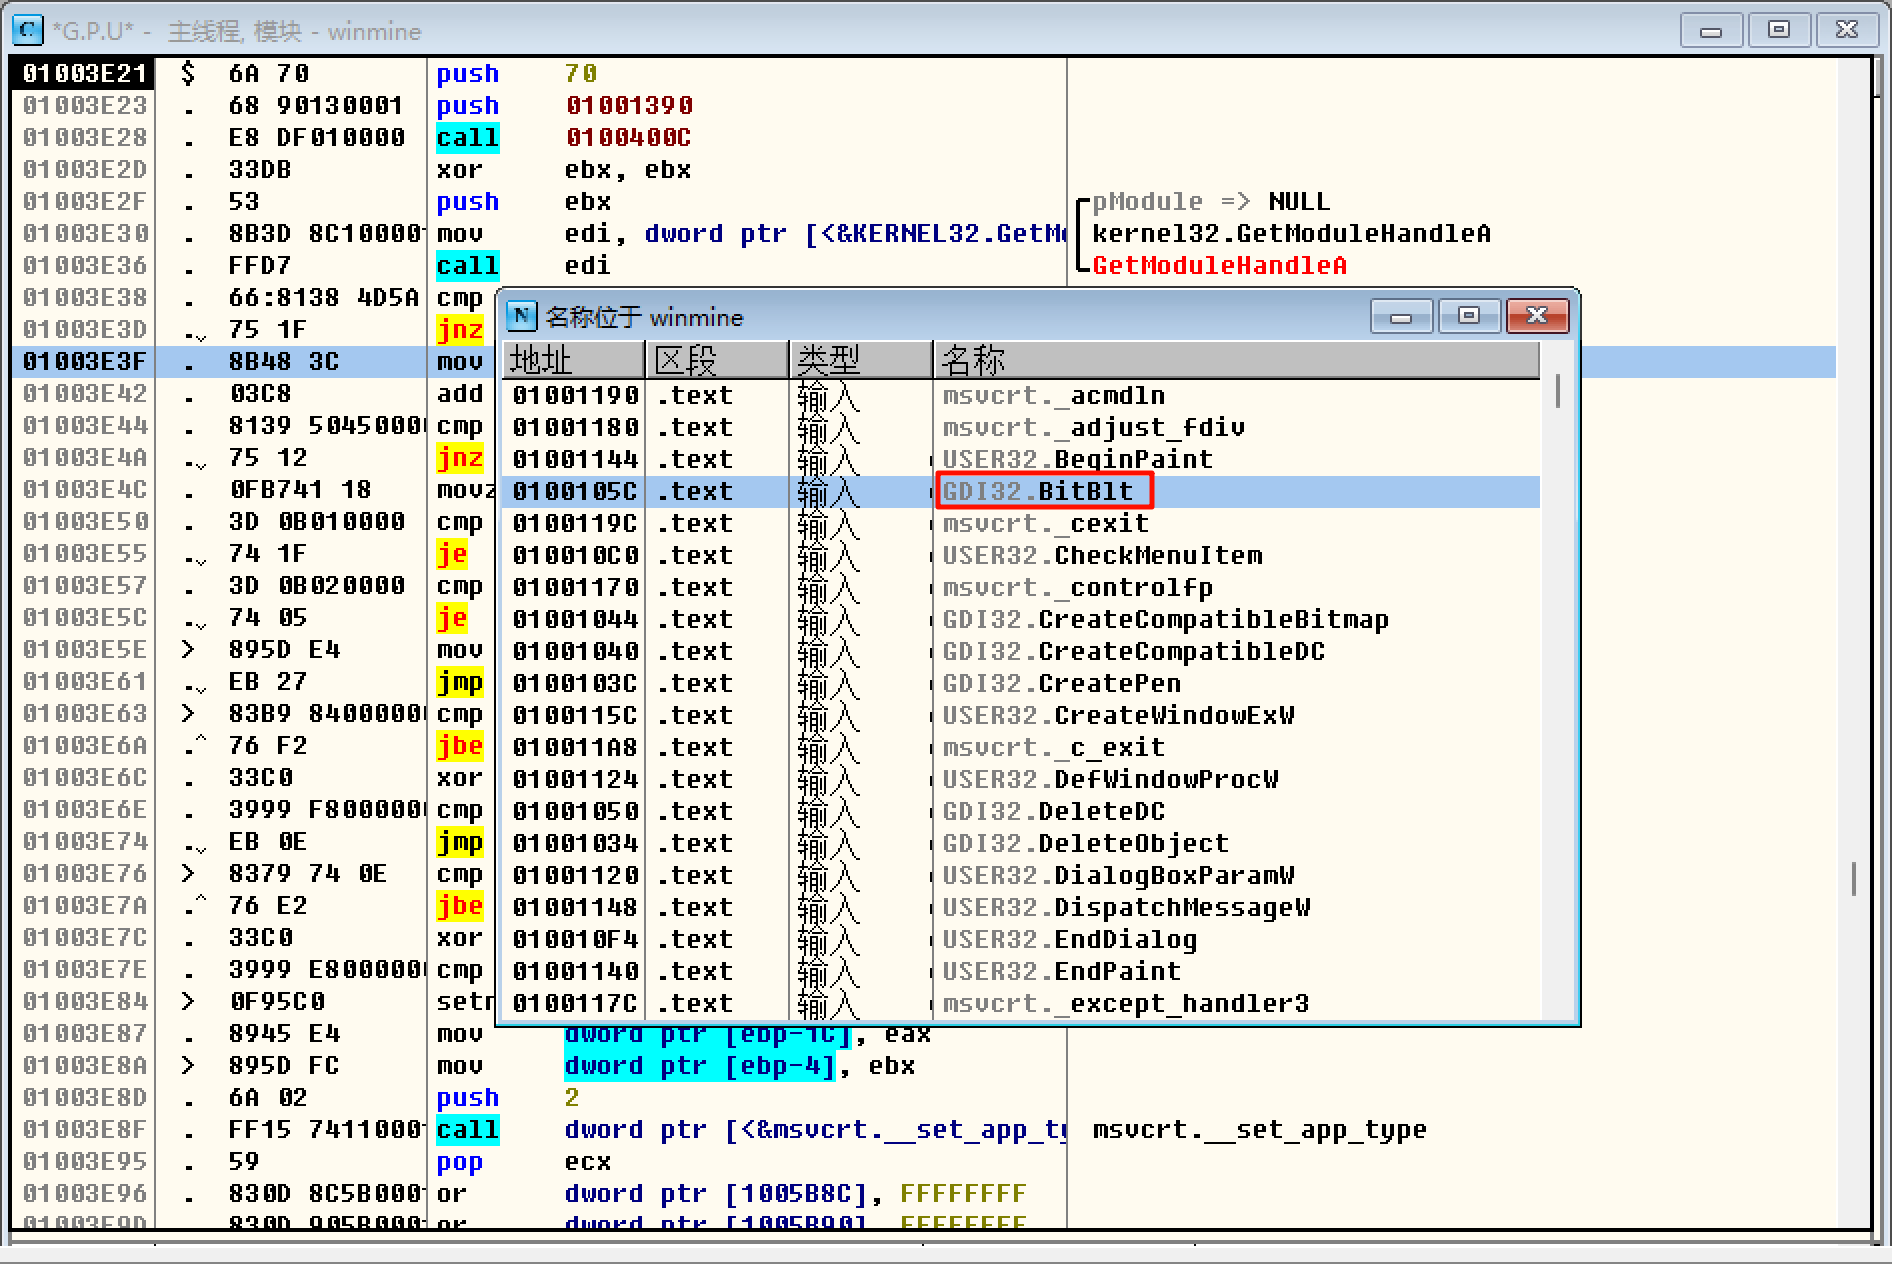 *G.P.U* - 主线程, 模块 - winmine
01003E21 $ 6A 70 push 70
01003E23 . 68 90130001 push 01001390
01003E28 . E8 DF010000 call 0100400C
01003E2D . 33DB xor ebx, ebx
01003E2F . 53 push ebx pModule => NULL
01003E30 . 8B3D 8C10000 mov edi, dword ptr [<&KERNEL32.GetM kernel32.GetModuleHandleA
01003E36 . FFD7 call edi GetModuleHandleA
01003E38 . 66:8138 4D5A cmp
01003E3D . 75 1F jnz
01003E3F . 8B48 3C mov
01003E42 . 03C8 add
01003E44 . 8139 5045000 cmp
01003E4A . 75 12 jnz
01003E4C . 0FB741 18 movz
01003E50 . 3D 0B010000 cmp
01003E55 . 74 1F je
01003E57 . 3D 0B020000 cmp
01003E5C . 74 05 je
01003E5E > 895D E4 mov
01003E61 . EB 27 jmp
01003E63 > 83B9 8400000 cmp
01003E6A .^ 76 F2 jbe
01003E6C . 33C0 xor
01003E6E . 3999 F800000 cmp
01003E74 . EB 0E jmp
01003E76 > 8379 74 0E cmp
01003E7A .^ 76 E2 jbe
01003E7C . 33C0 xor
01003E7E . 3999 E800000 cmp
01003E84 > 0F95C0 setn
01003E87 . 8945 E4 mov dword ptr [ebp-1C], eax
01003E8A > 895D FC mov dword ptr [ebp-4], ebx
01003E8D . 6A 02 push 2
01003E8F . FF15 7411000 call dword ptr [<&msvcrt.__set_app_ty msvcrt.__set_app_type
01003E95 . 59 pop ecx
01003E96 . 830D 8C5B000 or dword ptr [1005B8C], FFFFFFFF
01003E9D . 830D 905B000 or dword ptr [1005B90], FFFFFFFF
名称位于 winmine
地址 区段 类型 名称
01001190 .text 输入 msvcrt._acmdln
01001180 .text 输入 msvcrt._adjust_fdiv
01001144 .text 输入 USER32.BeginPaint
0100105C .text 输入 GDI32.BitBlt
0100119C .text 输入 msvcrt._cexit
010010C0 .text 输入 USER32.CheckMenuItem
01001170 .text 输入 msvcrt._controlfp
01001044 .text 输入 GDI32.CreateCompatibleBitmap
01001040 .text 输入 GDI32.CreateCompatibleDC
0100103C .text 输入 GDI32.CreatePen
0100115C .text 输入 USER32.CreateWindowExW
010011A8 .text 输入 msvcrt._c_exit
01001124 .text 输入 USER32.DefWindowProcW
01001050 .text 输入 GDI32.DeleteDC
01001034 .text 输入 GDI32.DeleteObject
01001120 .text 输入 USER32.DialogBoxParamW
01001148 .text 输入 USER32.DispatchMessageW
010010F4 .text 输入 USER32.EndDialog
01001140 .text 输入 USER32.EndPaint
0100117C .text 输入 msvcrt._except_handler3